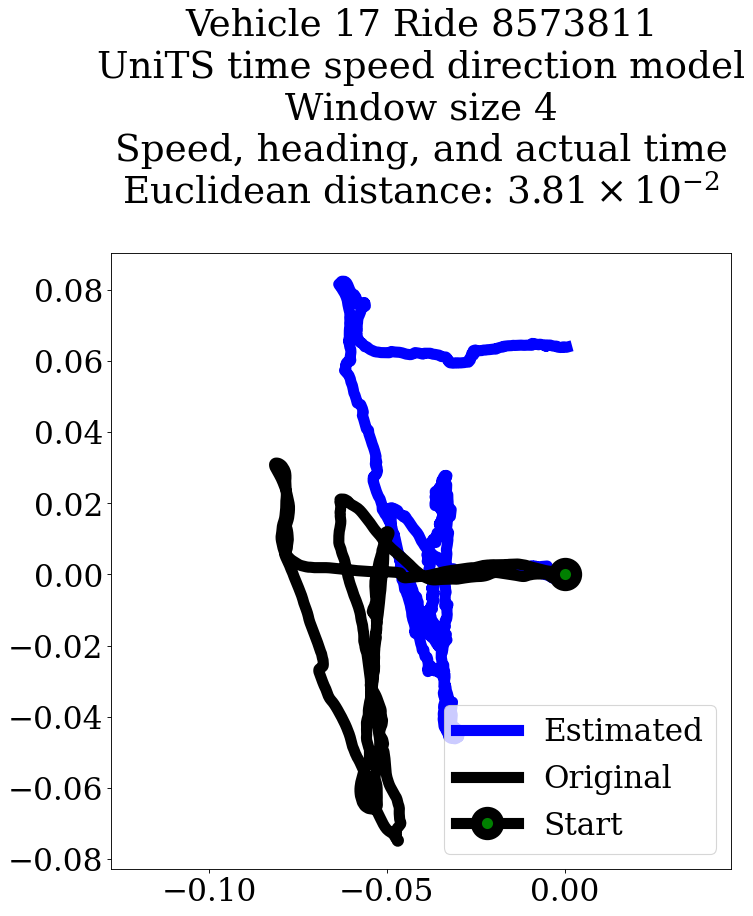 Vehicle 17 Ride 8573811
UniTS time speed direction model
Window size 4
Speed, heading, and actual time
Euclidean distance: 3.81 × 10⁻²
0.08
0.06
0.04
0.02
0.00
−0.02
−0.04
−0.06
−0.08
Estimated
Original
Start
−0.10
−0.05
0.00